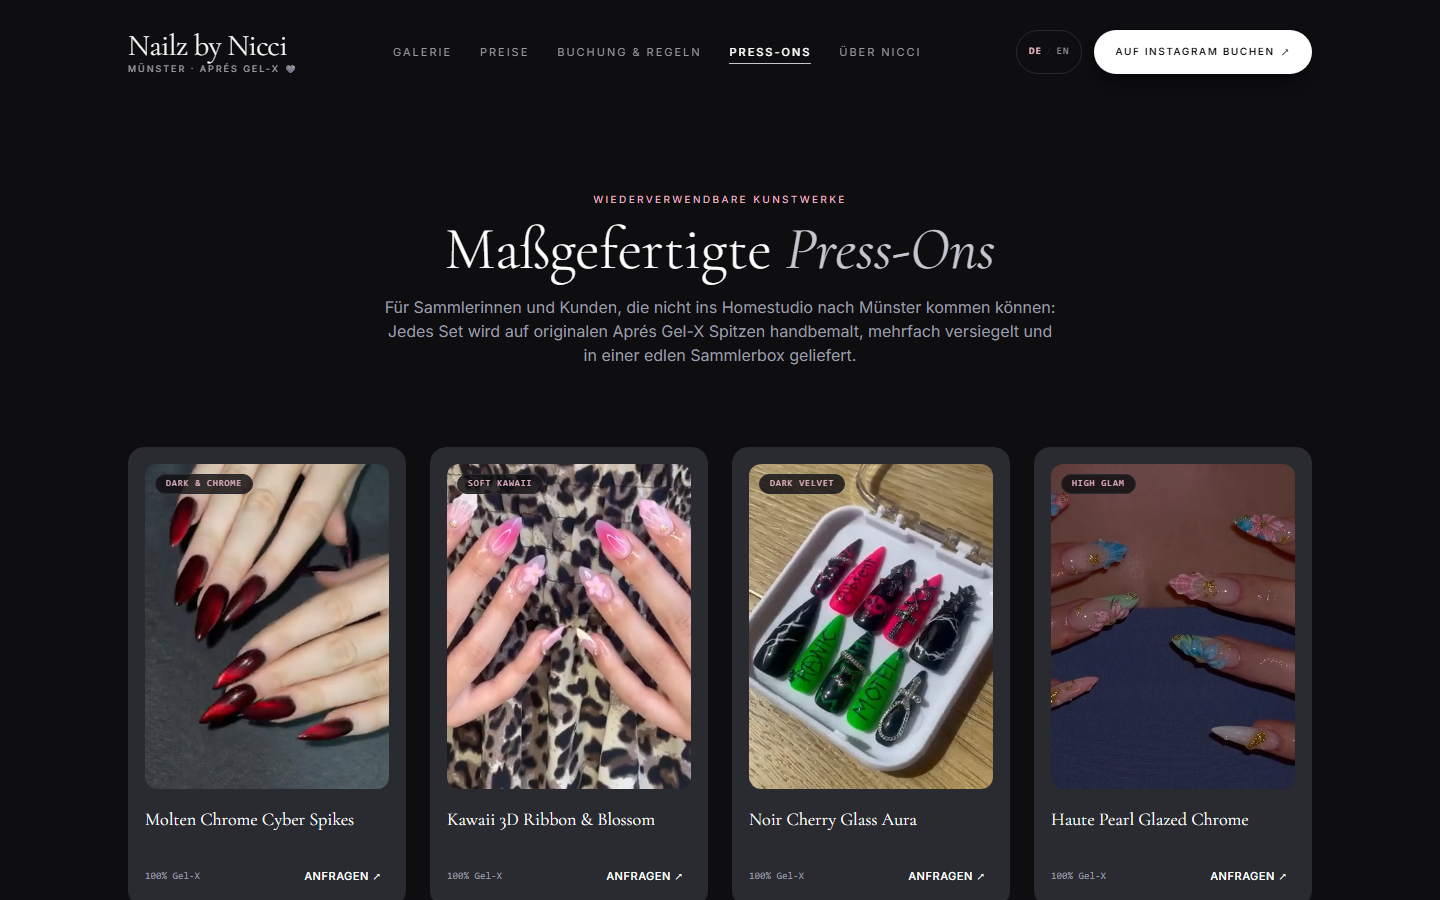 Nailz by Nicci
MÜNSTER · APRÉS GEL-X
GALERIE
PREISE
BUCHUNG & REGELN
PRESS-ONS
ÜBER NICCI
DE / EN
AUF INSTAGRAM BUCHEN ↗
WIEDERVERWENDBARE KUNSTWERKE
Maßgefertigte Press-Ons
Für Sammlerinnen und Kunden, die nicht ins Homestudio nach Münster kommen können:
Jedes Set wird auf originalen Aprés Gel-X Spitzen handbemalt, mehrfach versiegelt und
in einer edlen Sammlerbox geliefert.
DARK & CHROME
SOFT KAWAII
DARK VELVET
HIGH GLAM
MOTEL
Molten Chrome Cyber Spikes
Kawaii 3D Ribbon & Blossom
Noir Cherry Glass Aura
Haute Pearl Glazed Chrome
100% Gel-X
ANFRAGEN ↗
100% Gel-X
ANFRAGEN ↗
100% Gel-X
ANFRAGEN ↗
100% Gel-X
ANFRAGEN ↗